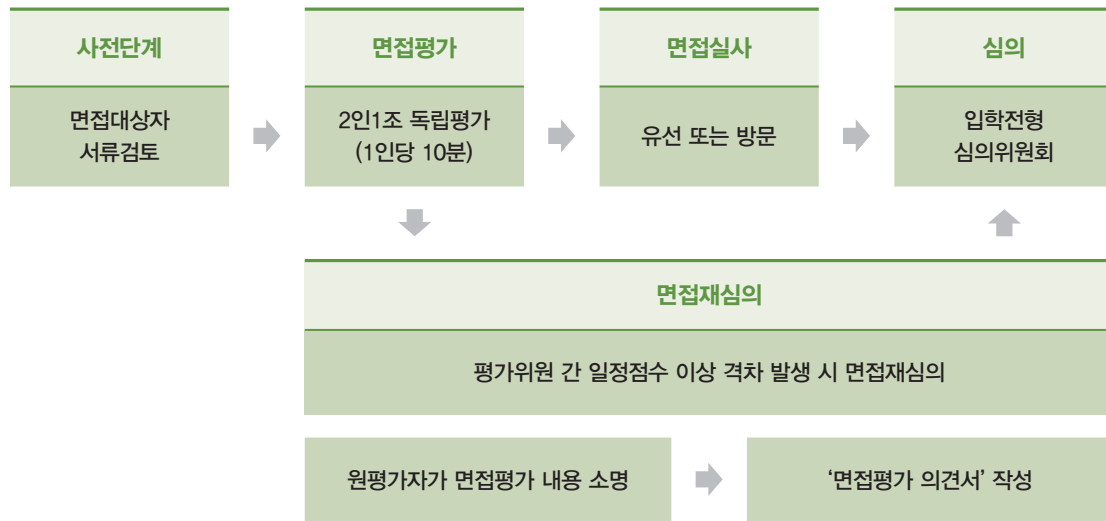 사전단계
면접대상자
서류검토
면접평가
2인1조 독립평가
(1인당 10분)
면접실사
유선 또는 방문
심의
입학전형
심의위원회
면접재심의
평가위원 간 일정점수 이상 격차 발생 시 면접재심의
원평가자가 면접평가 내용 소명
‘면접평가 의견서’ 작성